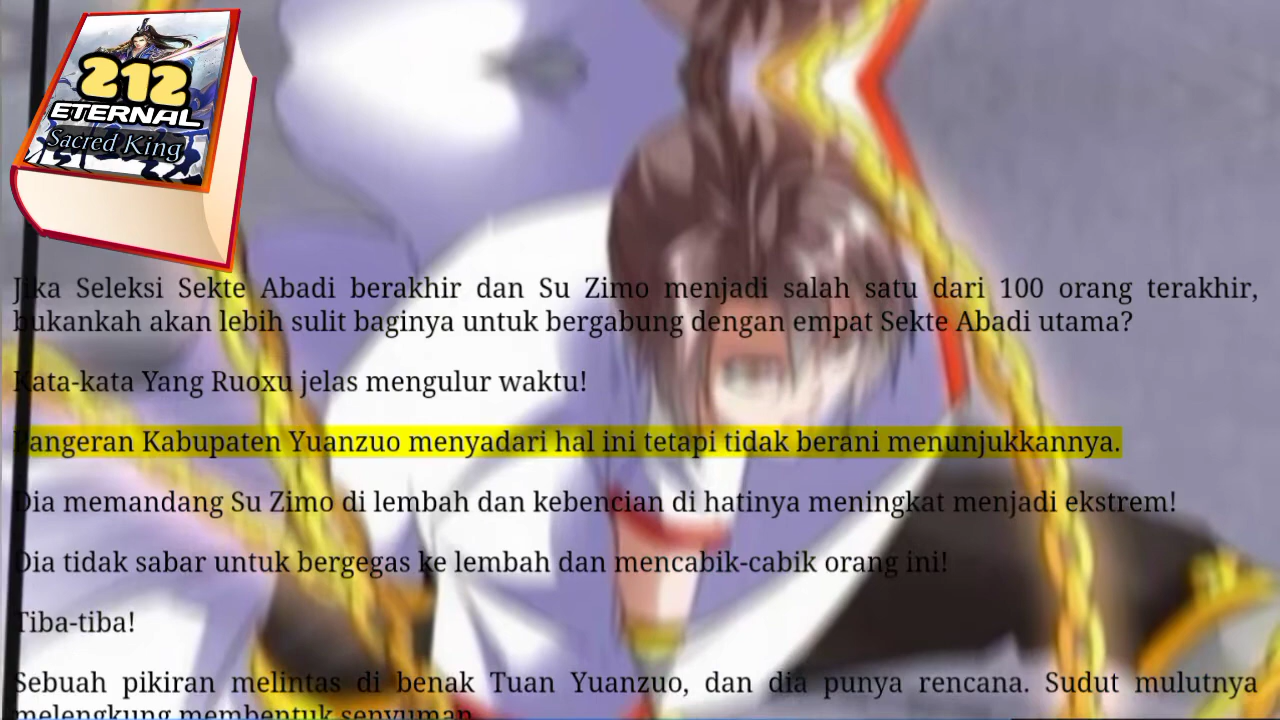 212
ETERNAL
Sacred King
Jika Seleksi Sekte Abadi berakhir dan Su Zimo menjadi salah satu dari 100 orang terakhir,
bukankah akan lebih sulit baginya untuk bergabung dengan empat Sekte Abadi utama?
Kata-kata Yang Ruoxu jelas mengulur waktu!
Pangeran Kabupaten Yuanzuo menyadari hal ini tetapi tidak berani menunjukkannya.
Dia memandang Su Zimo di lembah dan kebencian di hatinya meningkat menjadi ekstrem!
Dia tidak sabar untuk bergegas ke lembah dan mencabik-cabik orang ini!
Tiba-tiba!
Sebuah pikiran melintas di benak Tuan Yuanzuo, dan dia punya rencana. Sudut mulutnya
melengkung membentuk senyuman.